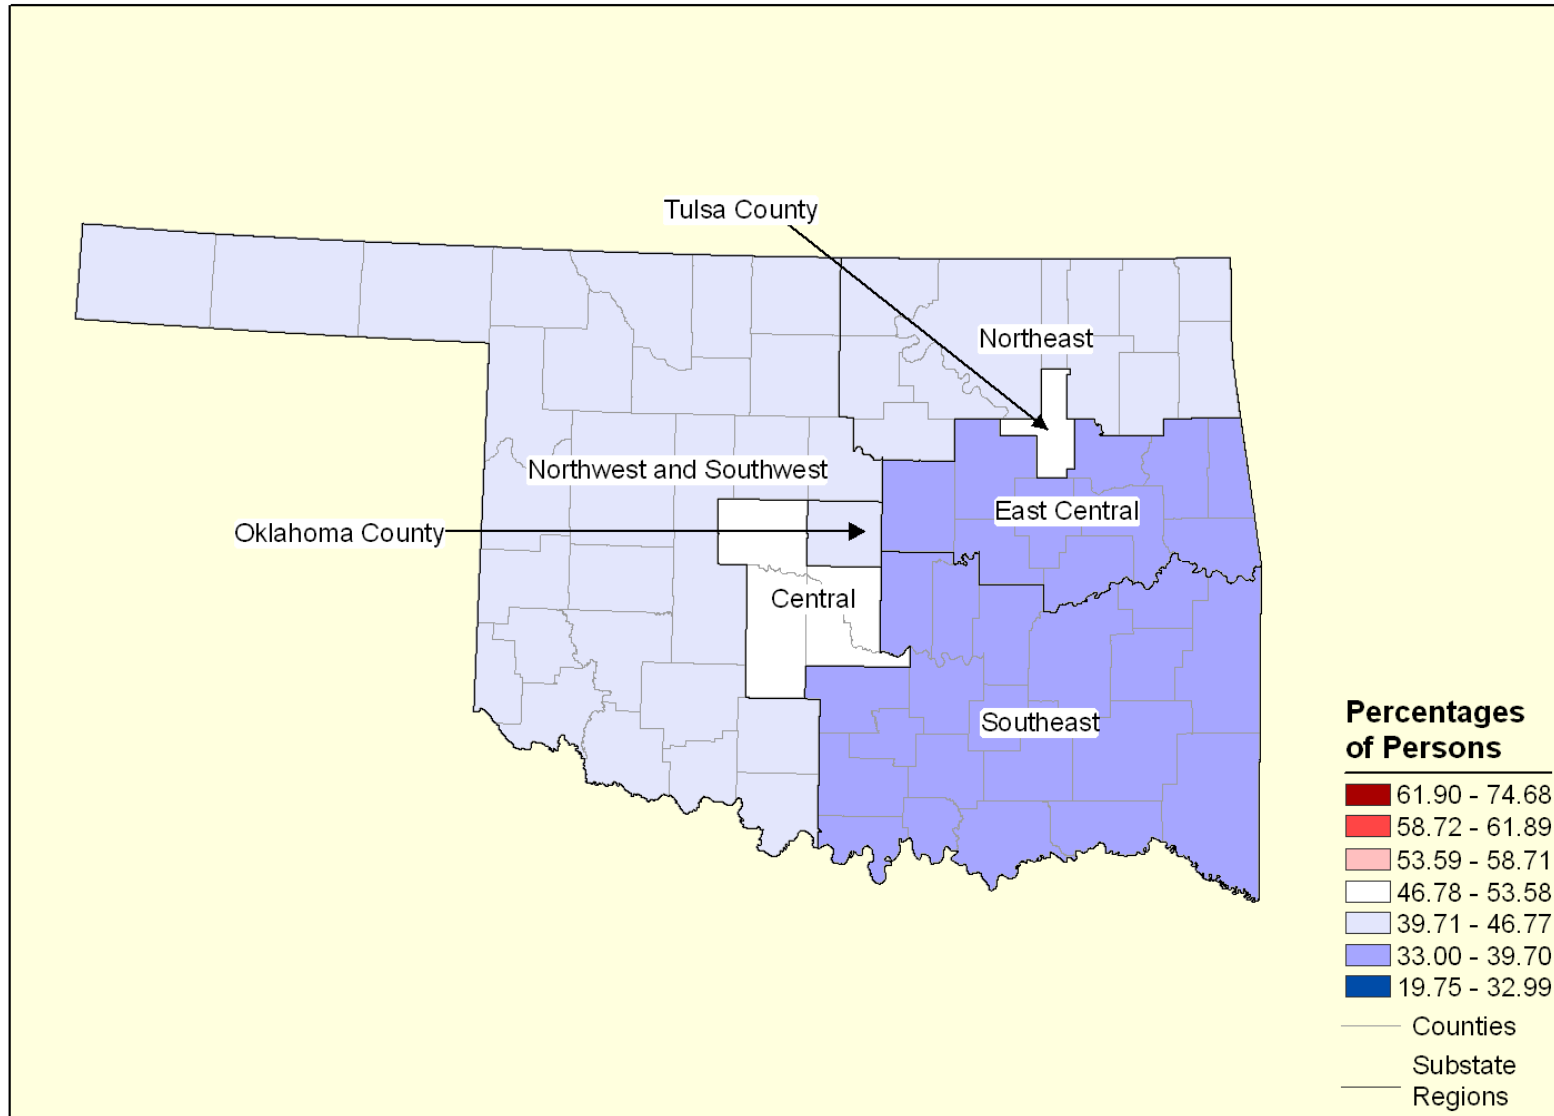 Tulsa County
Northeast
Northwest and Southwest
East Central
Oklahoma County
Central
Southeast
Percentages
of Persons
61.90 - 74.68
58.72 - 61.89
53.59 - 58.71
46.78 - 53.58
39.71 - 46.77
33.00 - 39.70
19.75 - 32.99
Counties
Substate
Regions